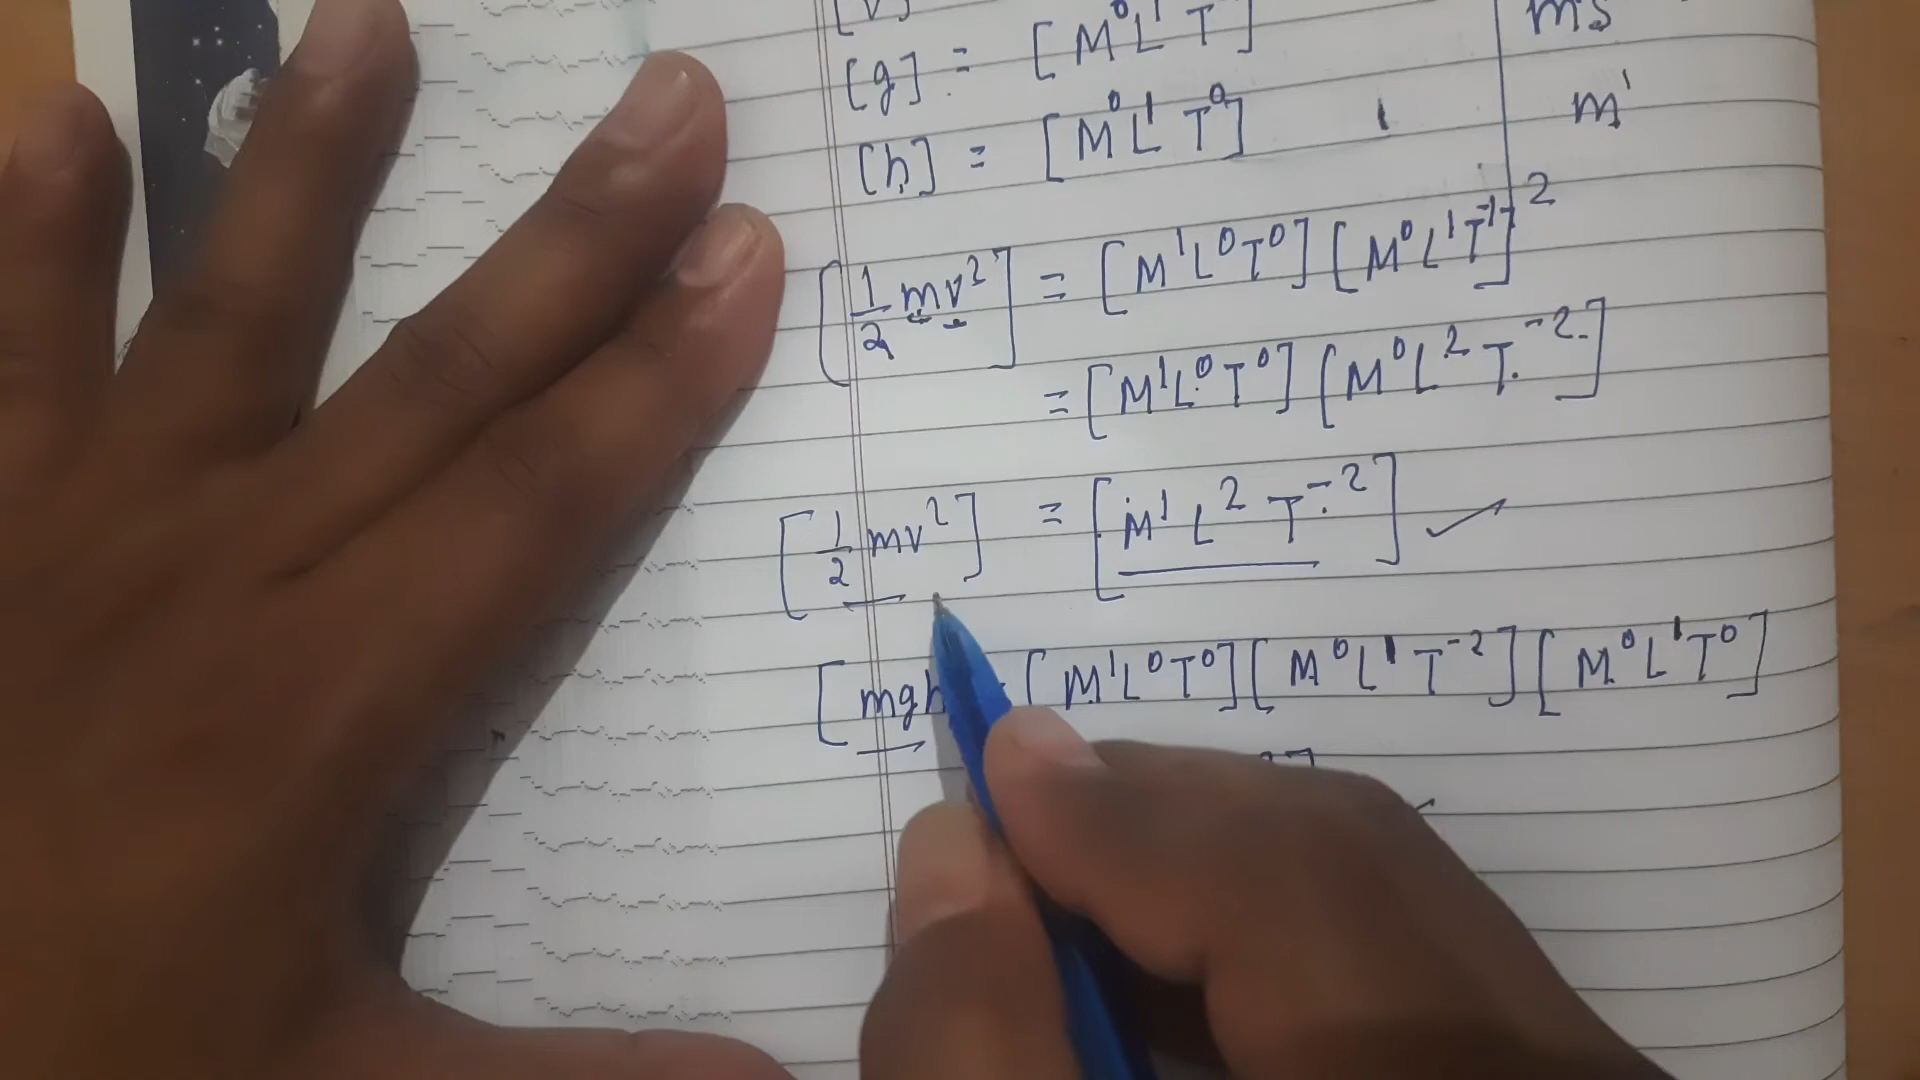 [g] = [M⁰L¹T
ms
[h] = [M⁰L¹T⁰]
m¹
[½mv²] = [M¹L⁰T⁰][M⁰L¹T⁻¹]²
= [M¹L⁰T⁰][M⁰L²T⁻²]
[½mv²] = [M¹L²T⁻²] ✓
[mgh [M¹L⁰T⁰][M⁰L¹T⁻²][M⁰L¹T⁰]